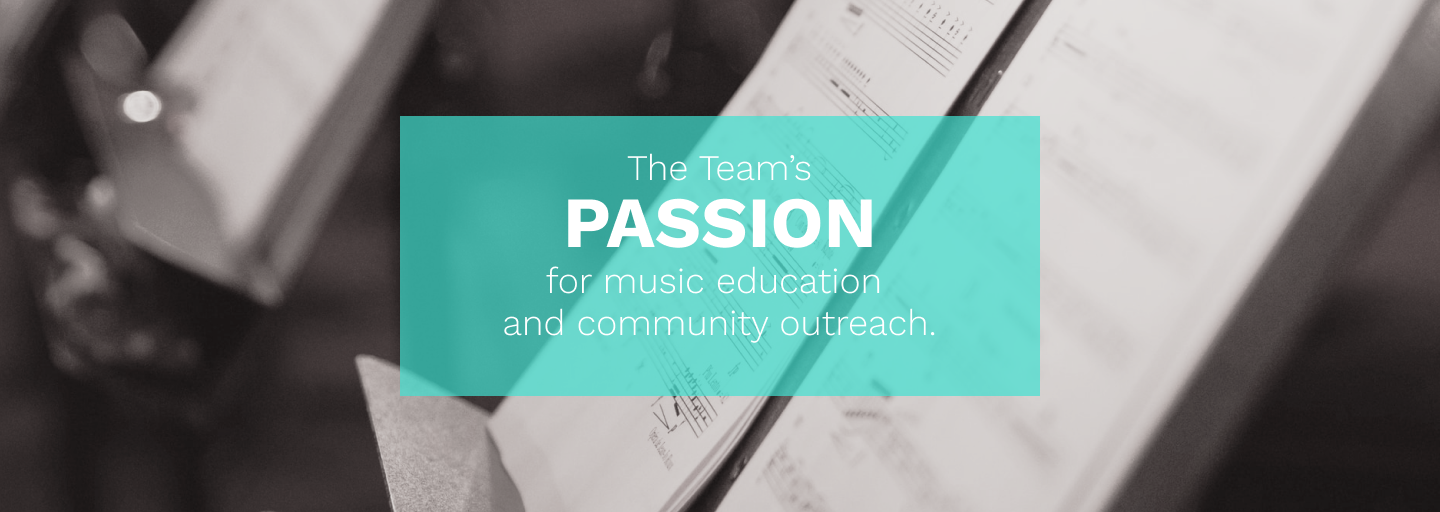 The Team’s
PASSION
for music education
and community outreach.